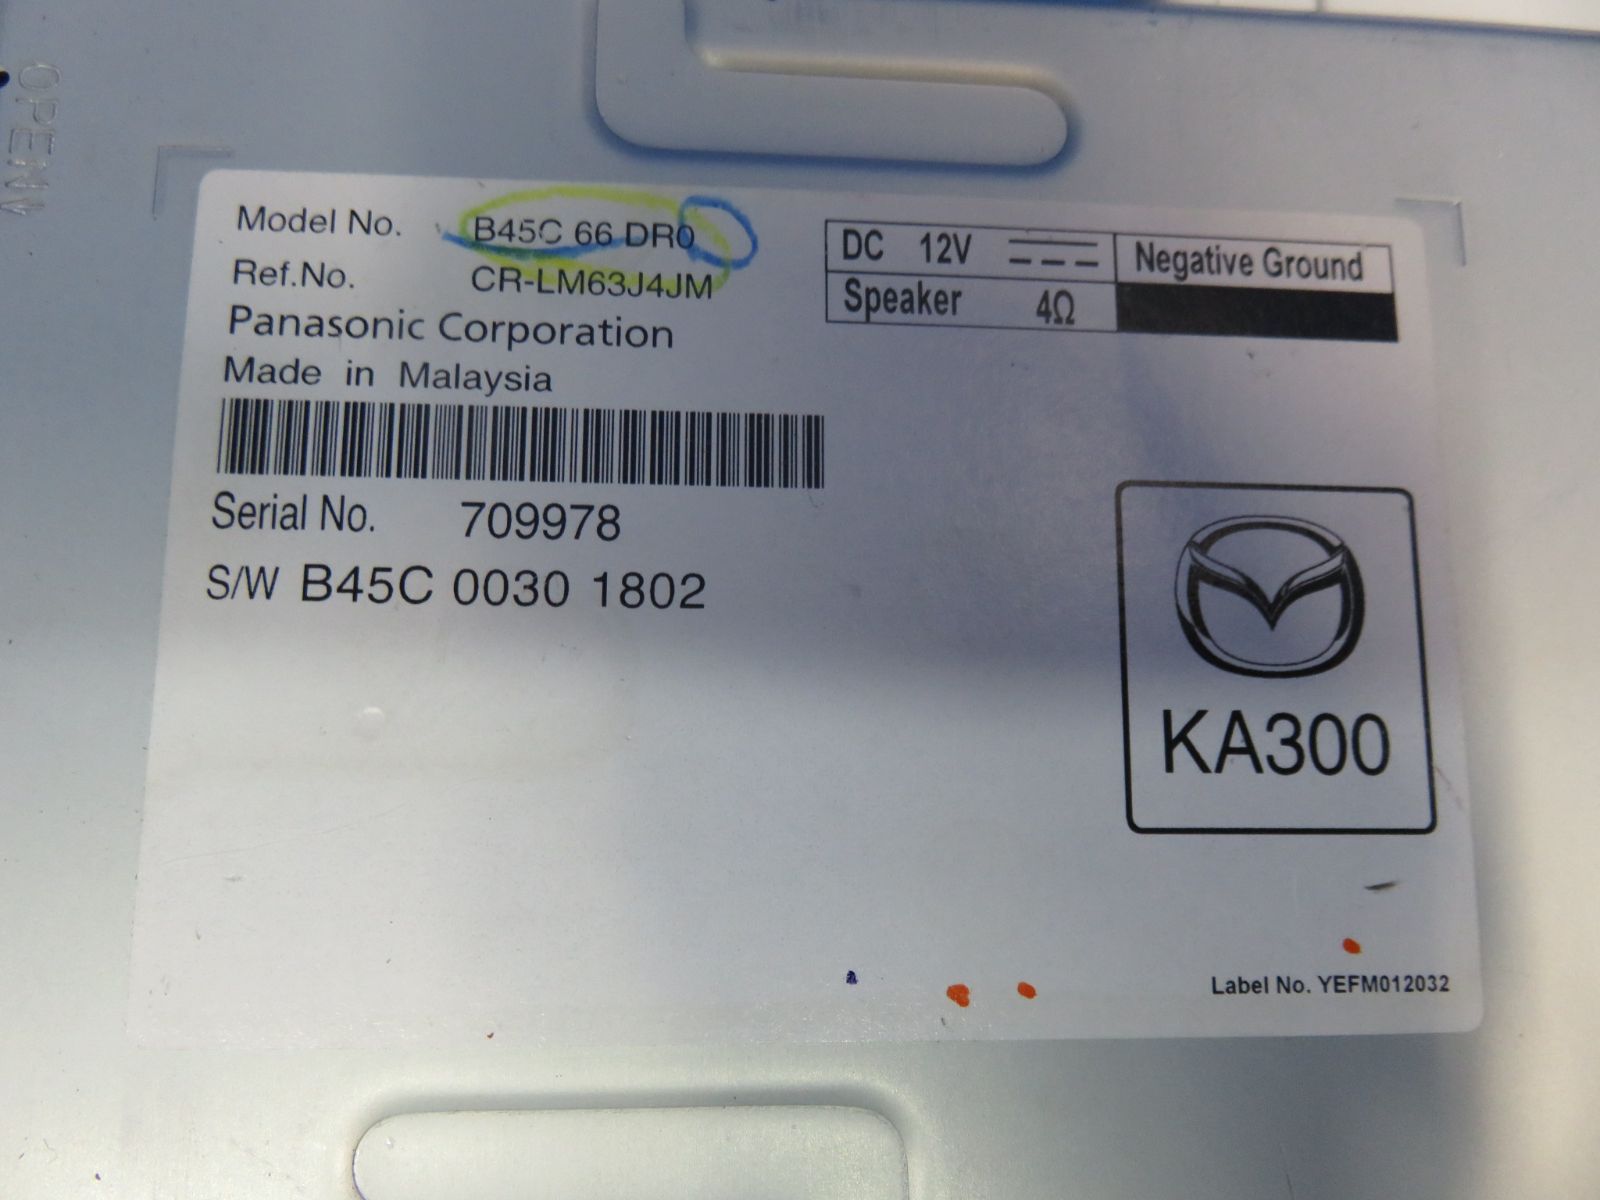 OPEN
Model No. B45C 66 DR0
Ref.No. CR-LM63J4JM
Panasonic Corporation
Made in Malaysia
DC 12V
Negative Ground
Speaker 4Ω
Serial No. 709978
S/W B45C 0030 1802
KA300
Label No. YEFM012032